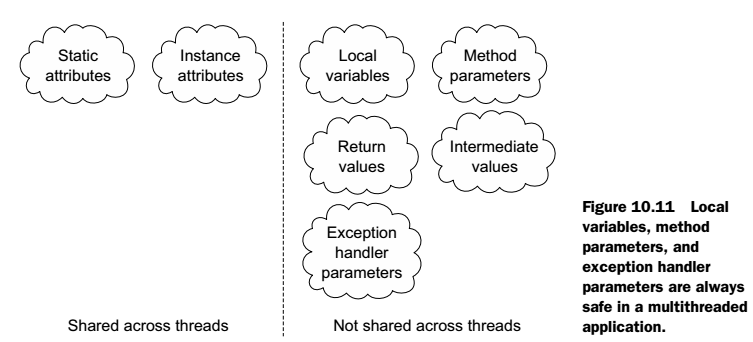 Static
attributes
Instance
attributes
Local
variables
Method
parameters
Return
values
Intermediate
values
Exception
handler
parameters
Shared across threads
Not shared across threads
Figure 10.11 Local
variables, method
parameters, and
exception handler
parameters are always
safe in a multithreaded
application.